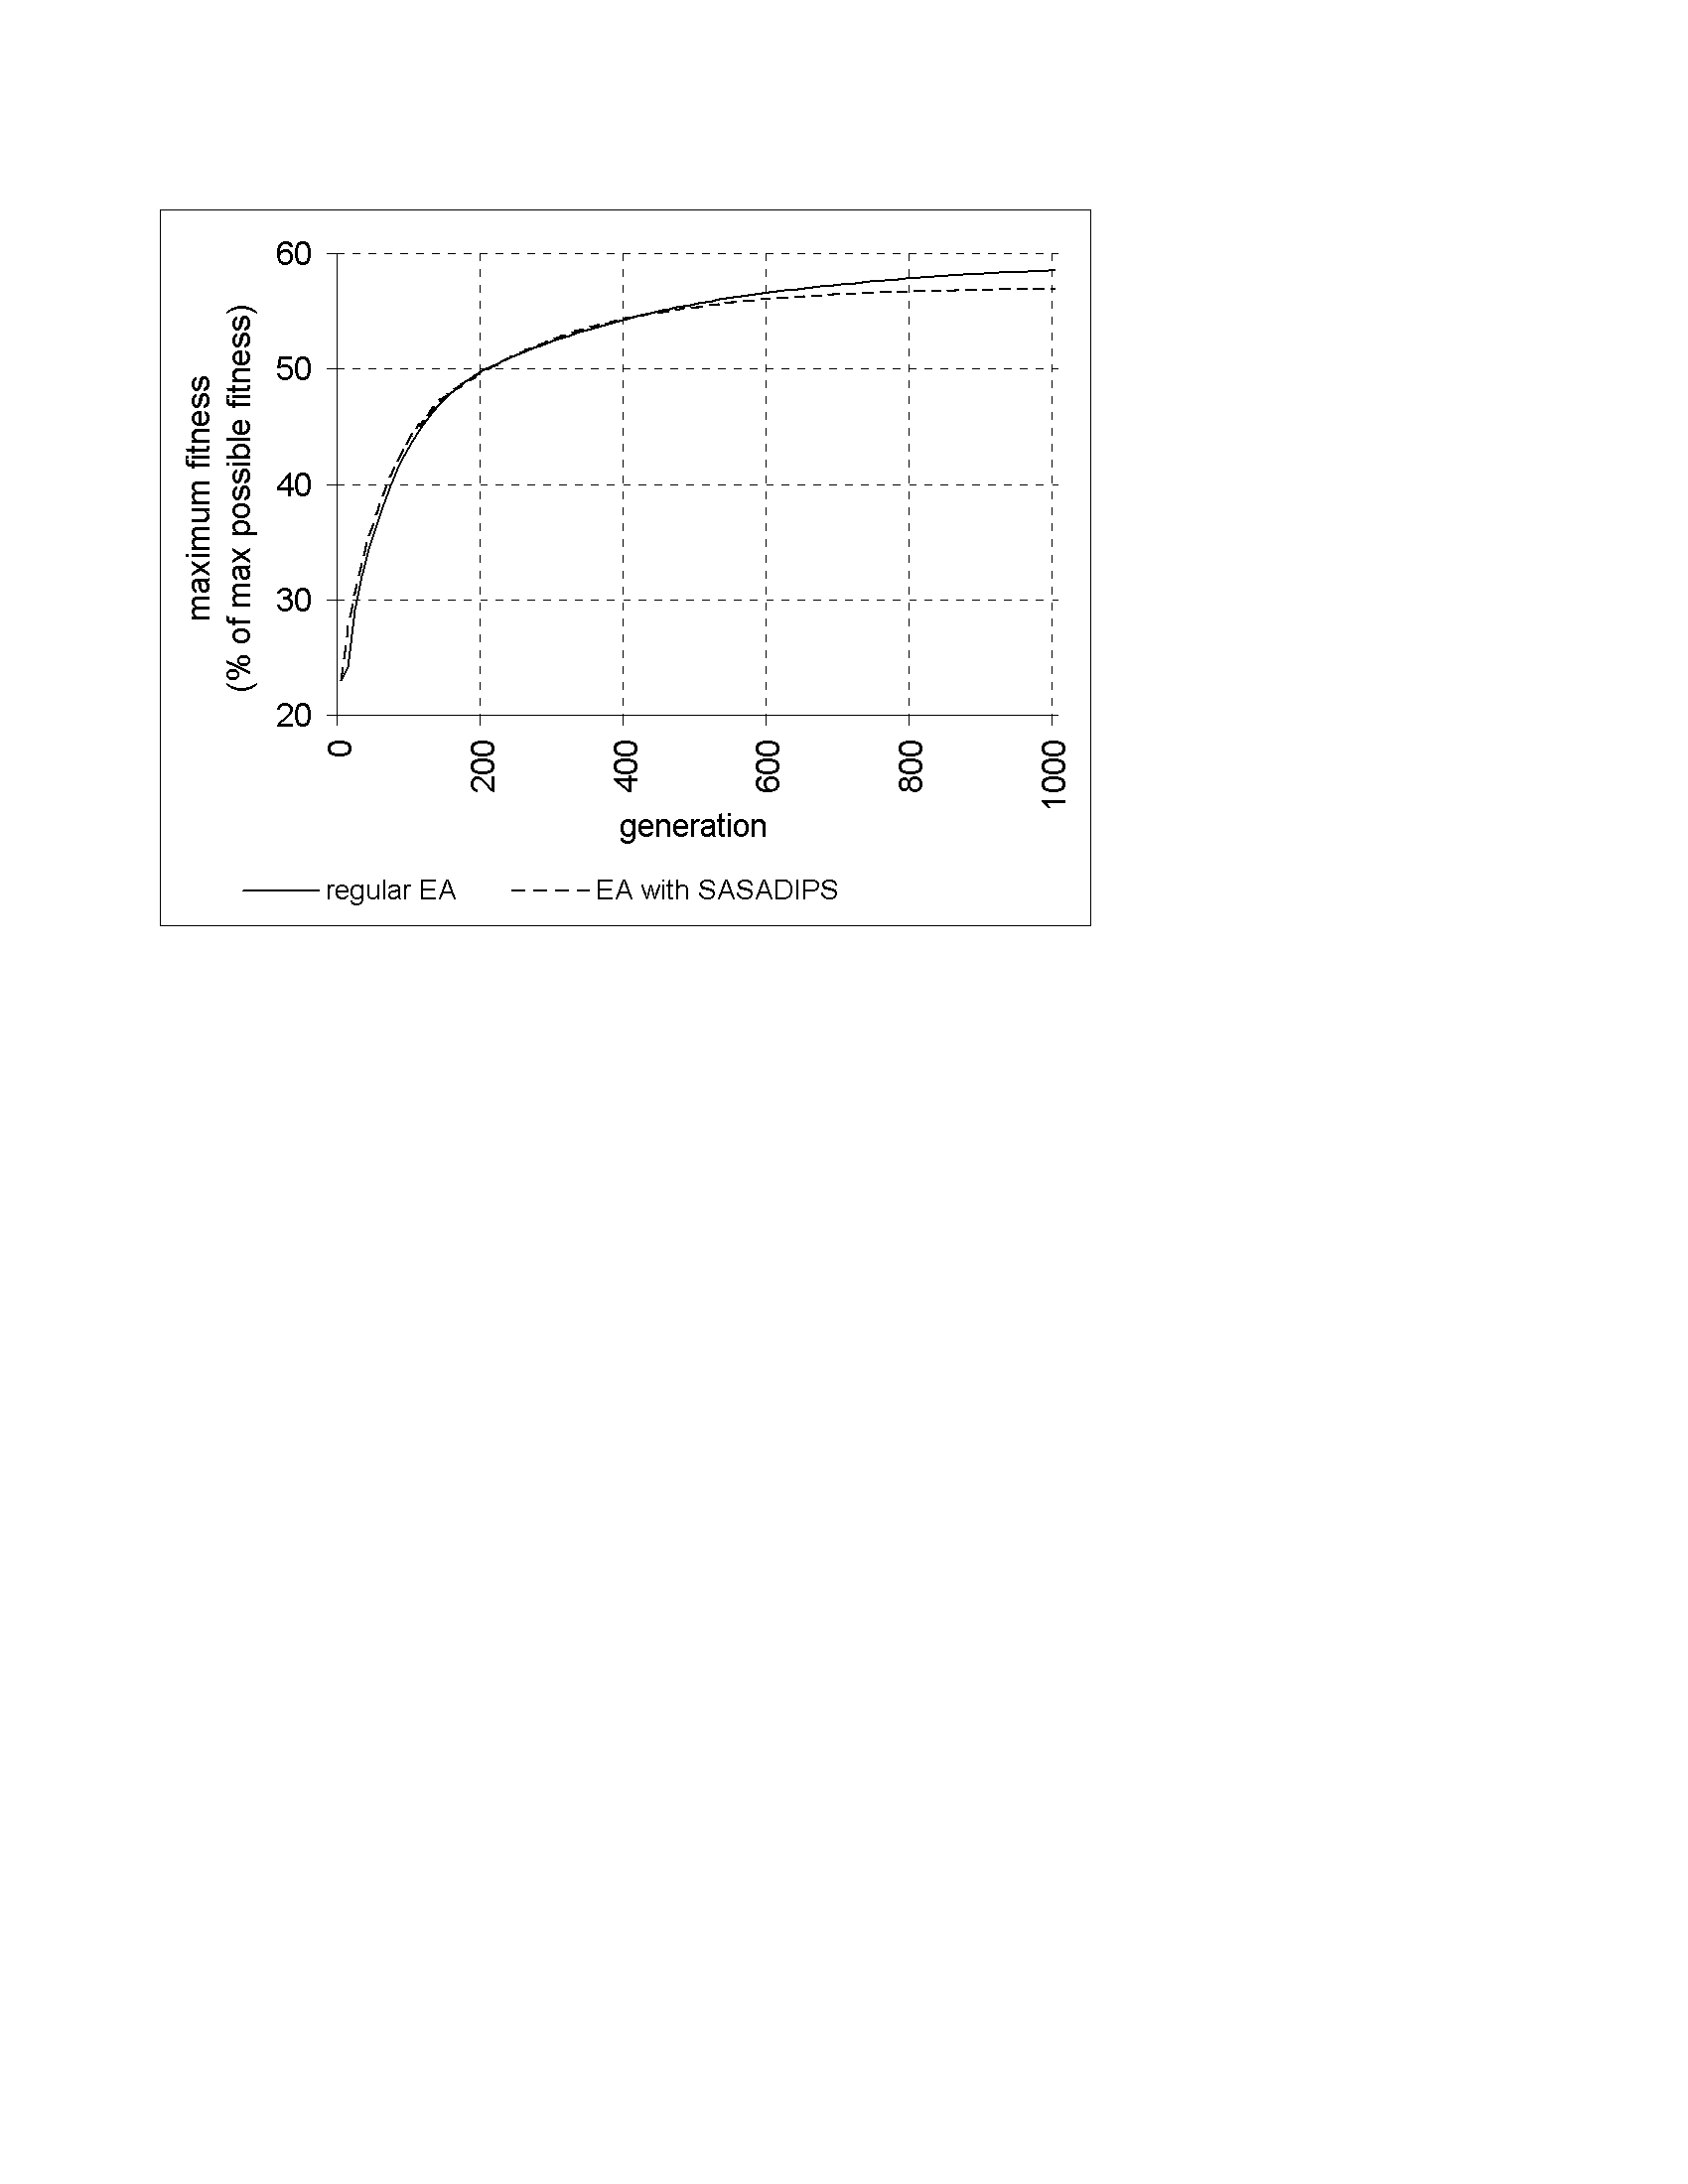 maximum fitness
(% of max possible fitness)
60
50
40
30
20
0
200
400
600
800
1000
generation
regular EA
EA with SASADIPS